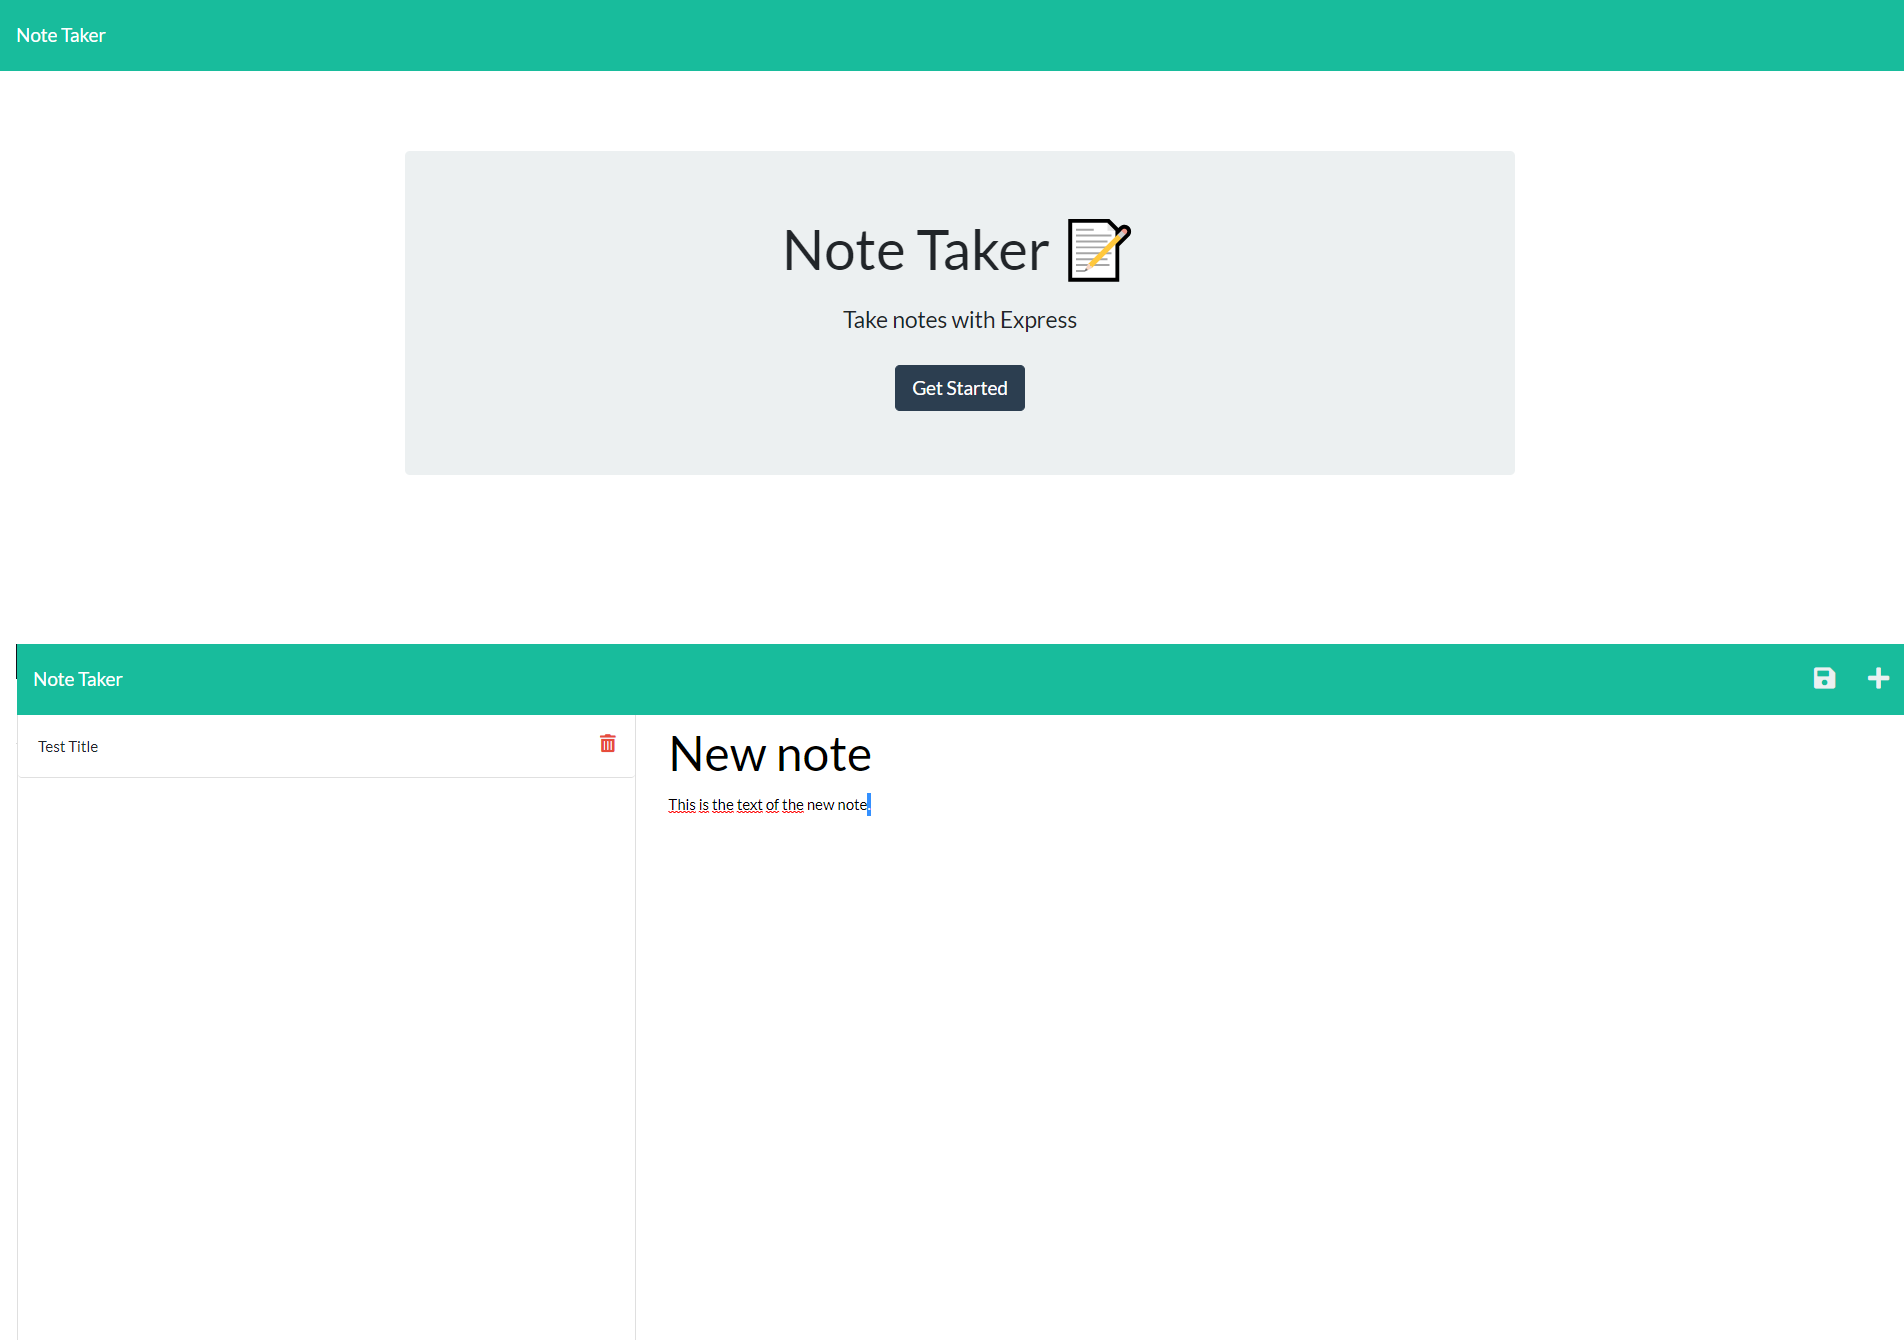 Note Taker
Note Taker
Take notes with Express
Get Started
Note Taker
Test Title
New note
This is the text of the new note.